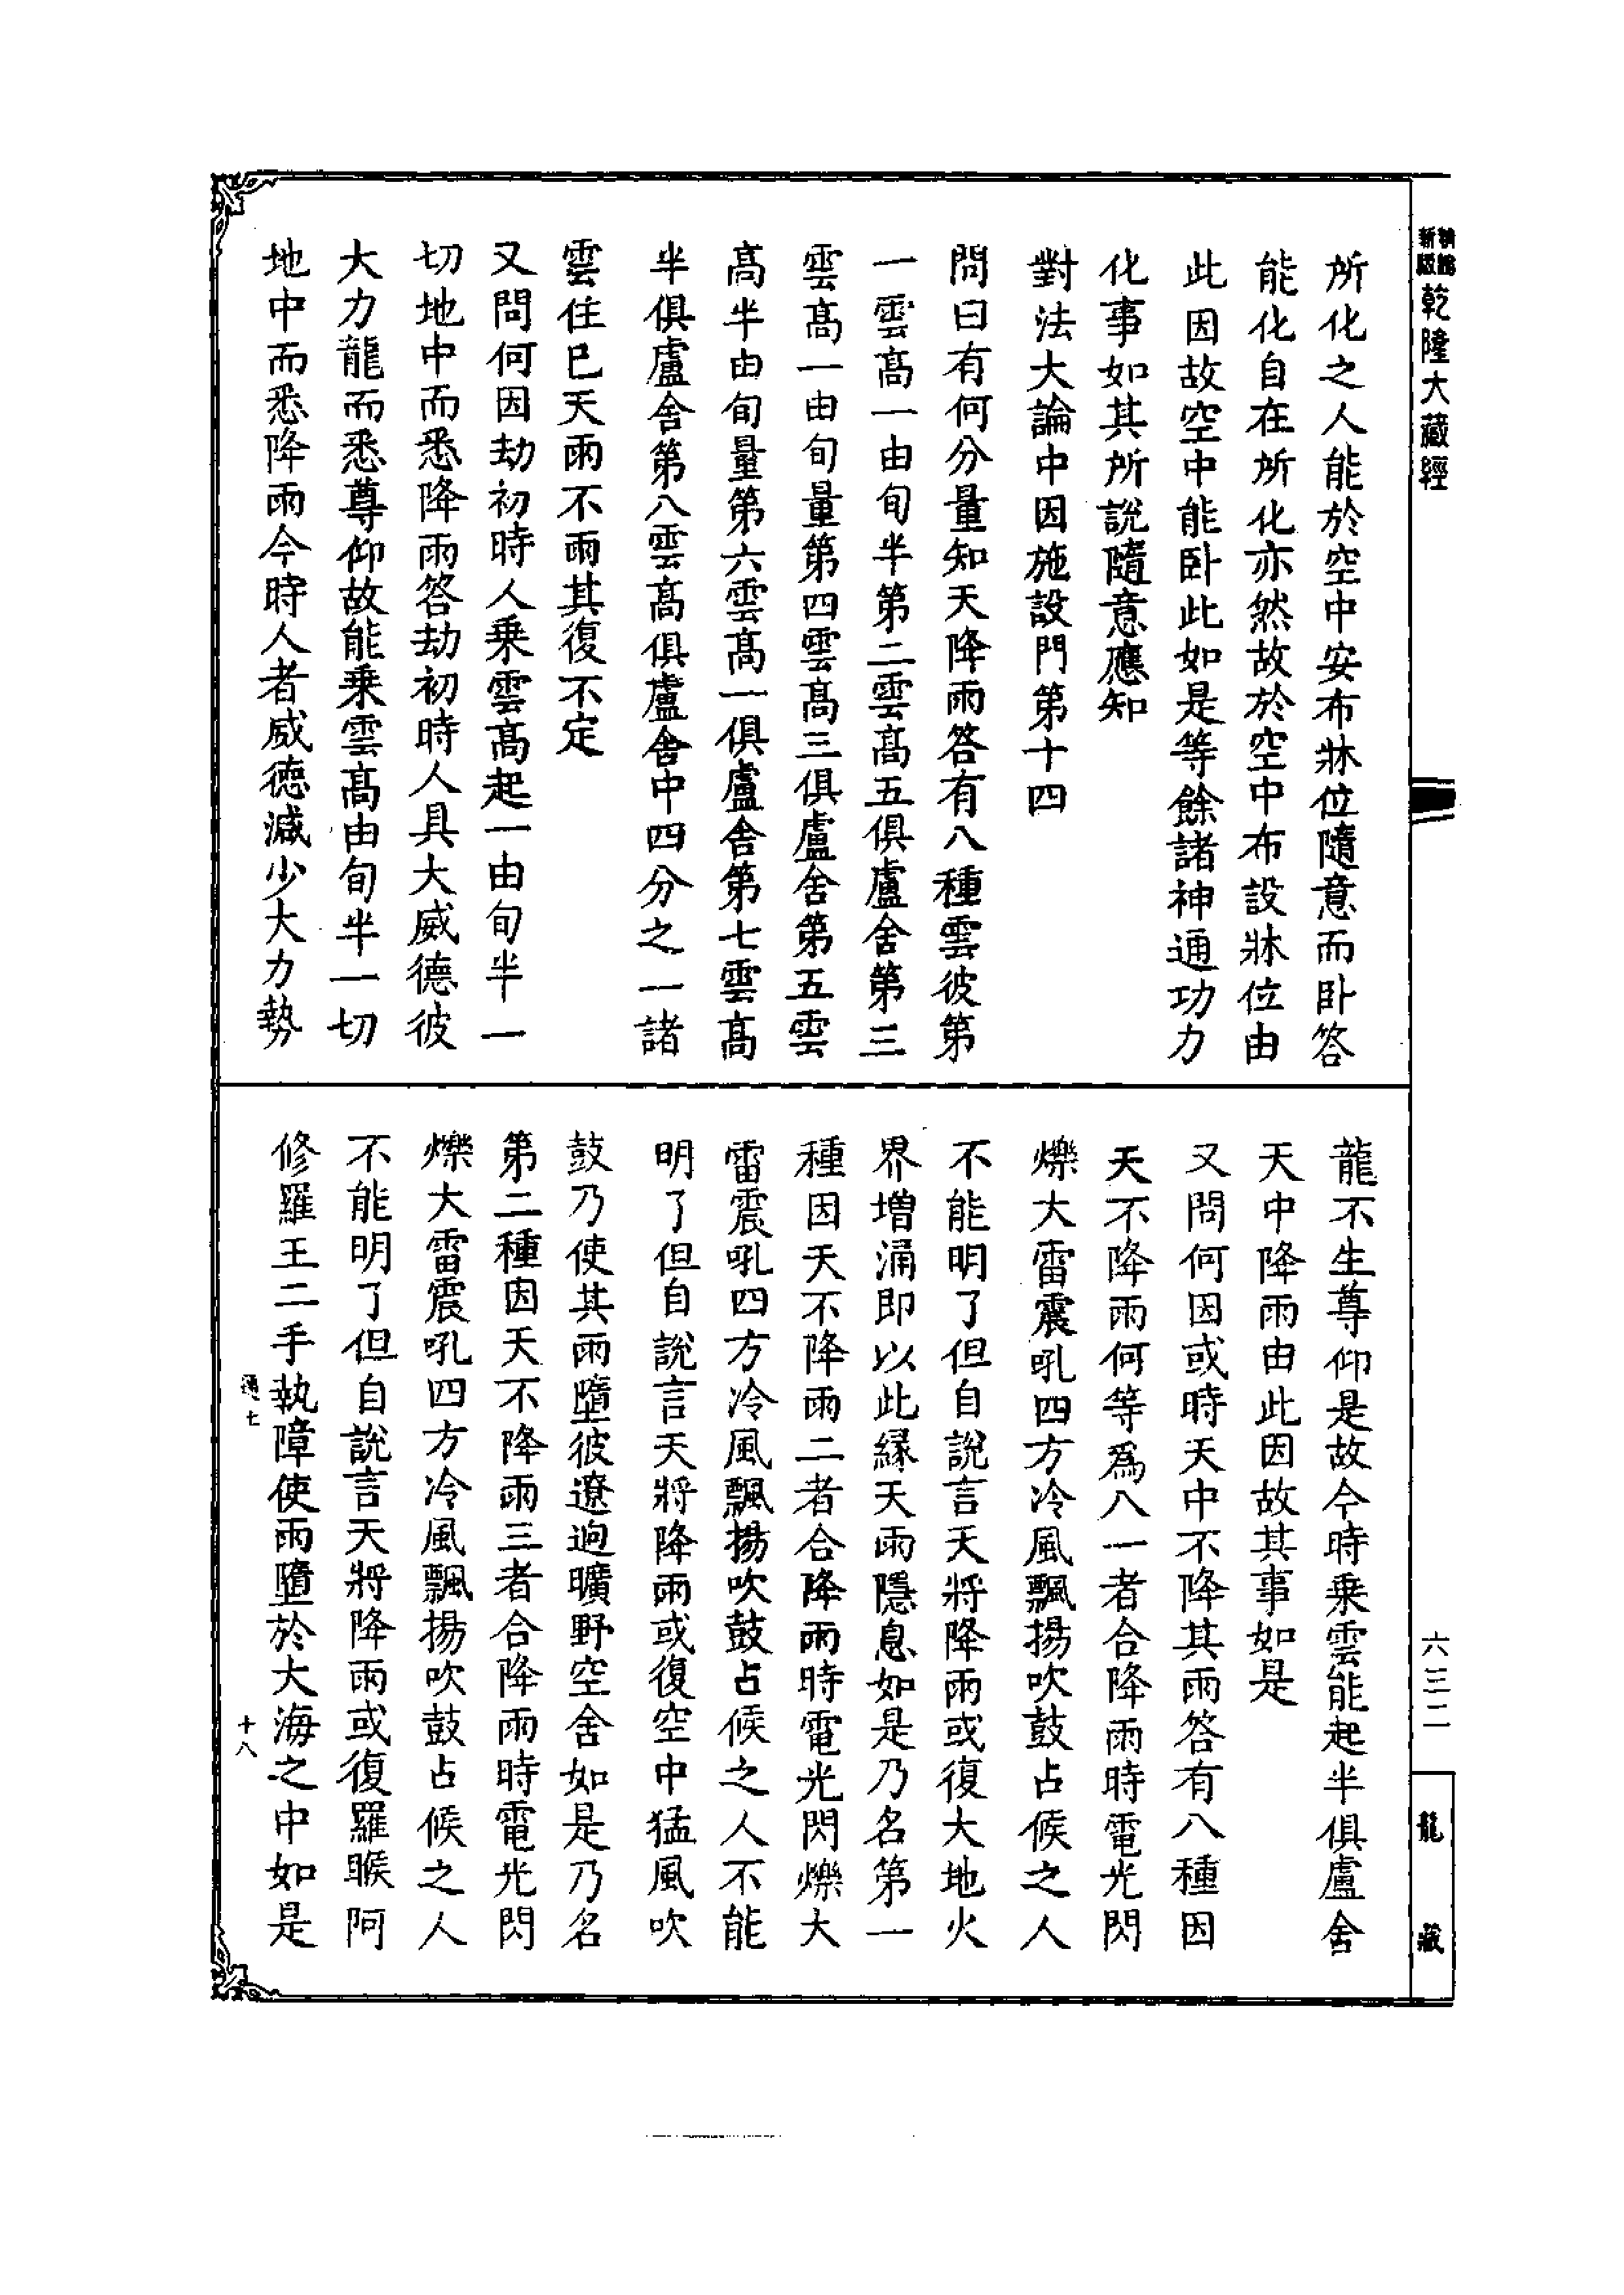 新版
乾隆大藏經
所化之人能於空中安布牀位隨意而卧答
能化自在所化亦然故於空中布設牀位由
此因故空中能卧此如是等餘諸神通功力
化事如其所說隨意應知
對法大論中因施設門第十四
問曰有何分量知天降雨答有八種雲彼第
一雲髙一由旬半第二雲髙五俱盧舍第三
雲髙一由旬量第四雲髙三俱盧舍第五雲
髙半由旬量第六雲髙一俱盧舍第七雲髙
半俱盧舍第八雲髙俱盧舍中四分之一諸
雲住已天雨不雨其復不定
又問何因劫初時人乗雲髙起一由旬半一
切地中而悉降雨答劫初時人具大威德彼
大力龍而悉尊仰故能乗雲髙由旬半一切
地中而悉降雨今時人者威德減少大力勢
龍不生尊仰是故今時乗雲能起半俱盧舍
天中降雨由此因故其事如是
又問何因或時天中不降其雨答有八種因
天不降雨何等爲八一者合降雨時電光閃
爍大雷震吼四方冷風飄揚吹鼓占候之人
不能明了但自說言天將降雨或復大地火
界增涌即以此縁天雨隱息如是乃名第一
種因天不降雨二者合降雨時電光閃爍大
雷震吼四方冷風飄揚吹鼓占候之人不能
明了但自說言天將降雨或復空中猛風吹
鼓乃使其雨墮彼遼逈曠野空舍如是乃名
第二種因天不降雨三者合降雨時電光閃
爍大雷震吼四方冷風飄揚吹鼓占候之人
不能明了但自說言天將降雨或復羅睺阿
修羅王二手執障使雨墮於大海之中如是
通七
十八
六三二
龍藏